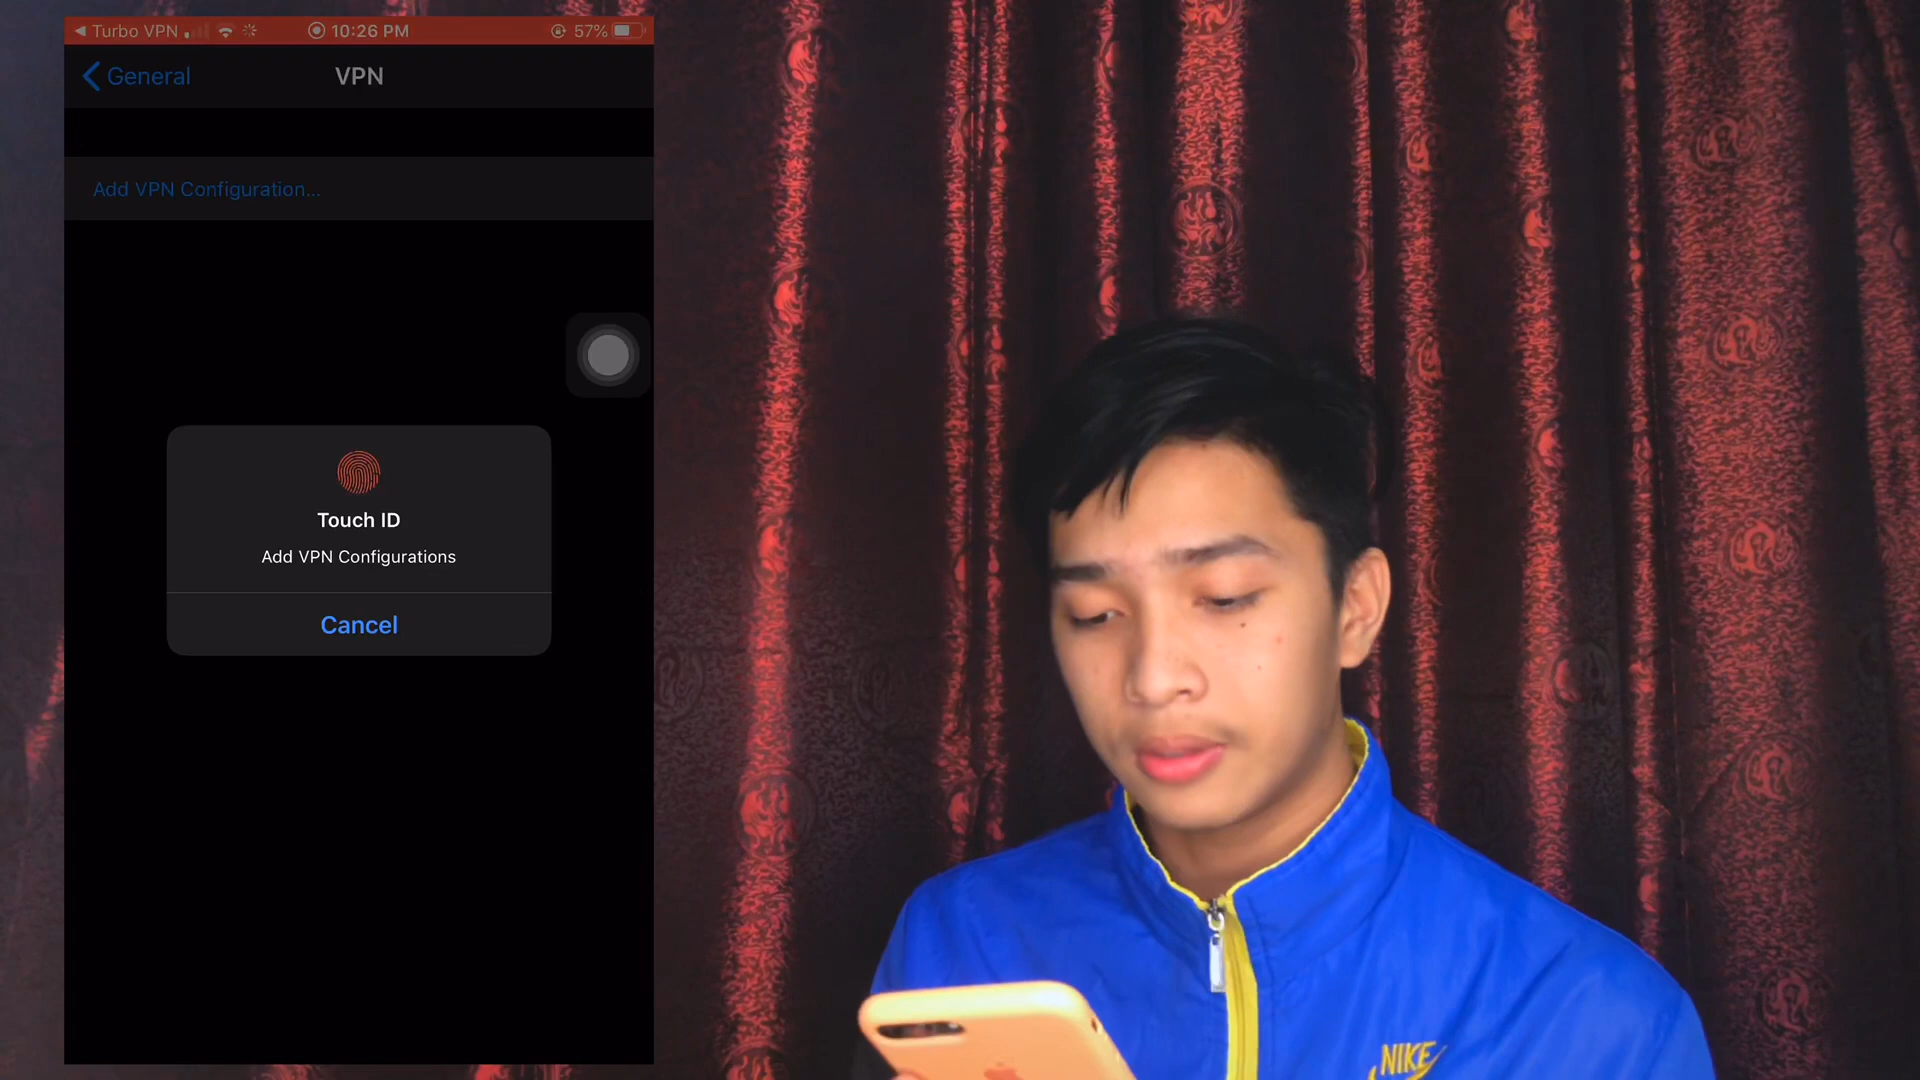 Turbo VPN 10:26 PM 57%
General VPN
Add VPN Configuration...
Touch ID
Add VPN Configurations
Cancel
NIKE